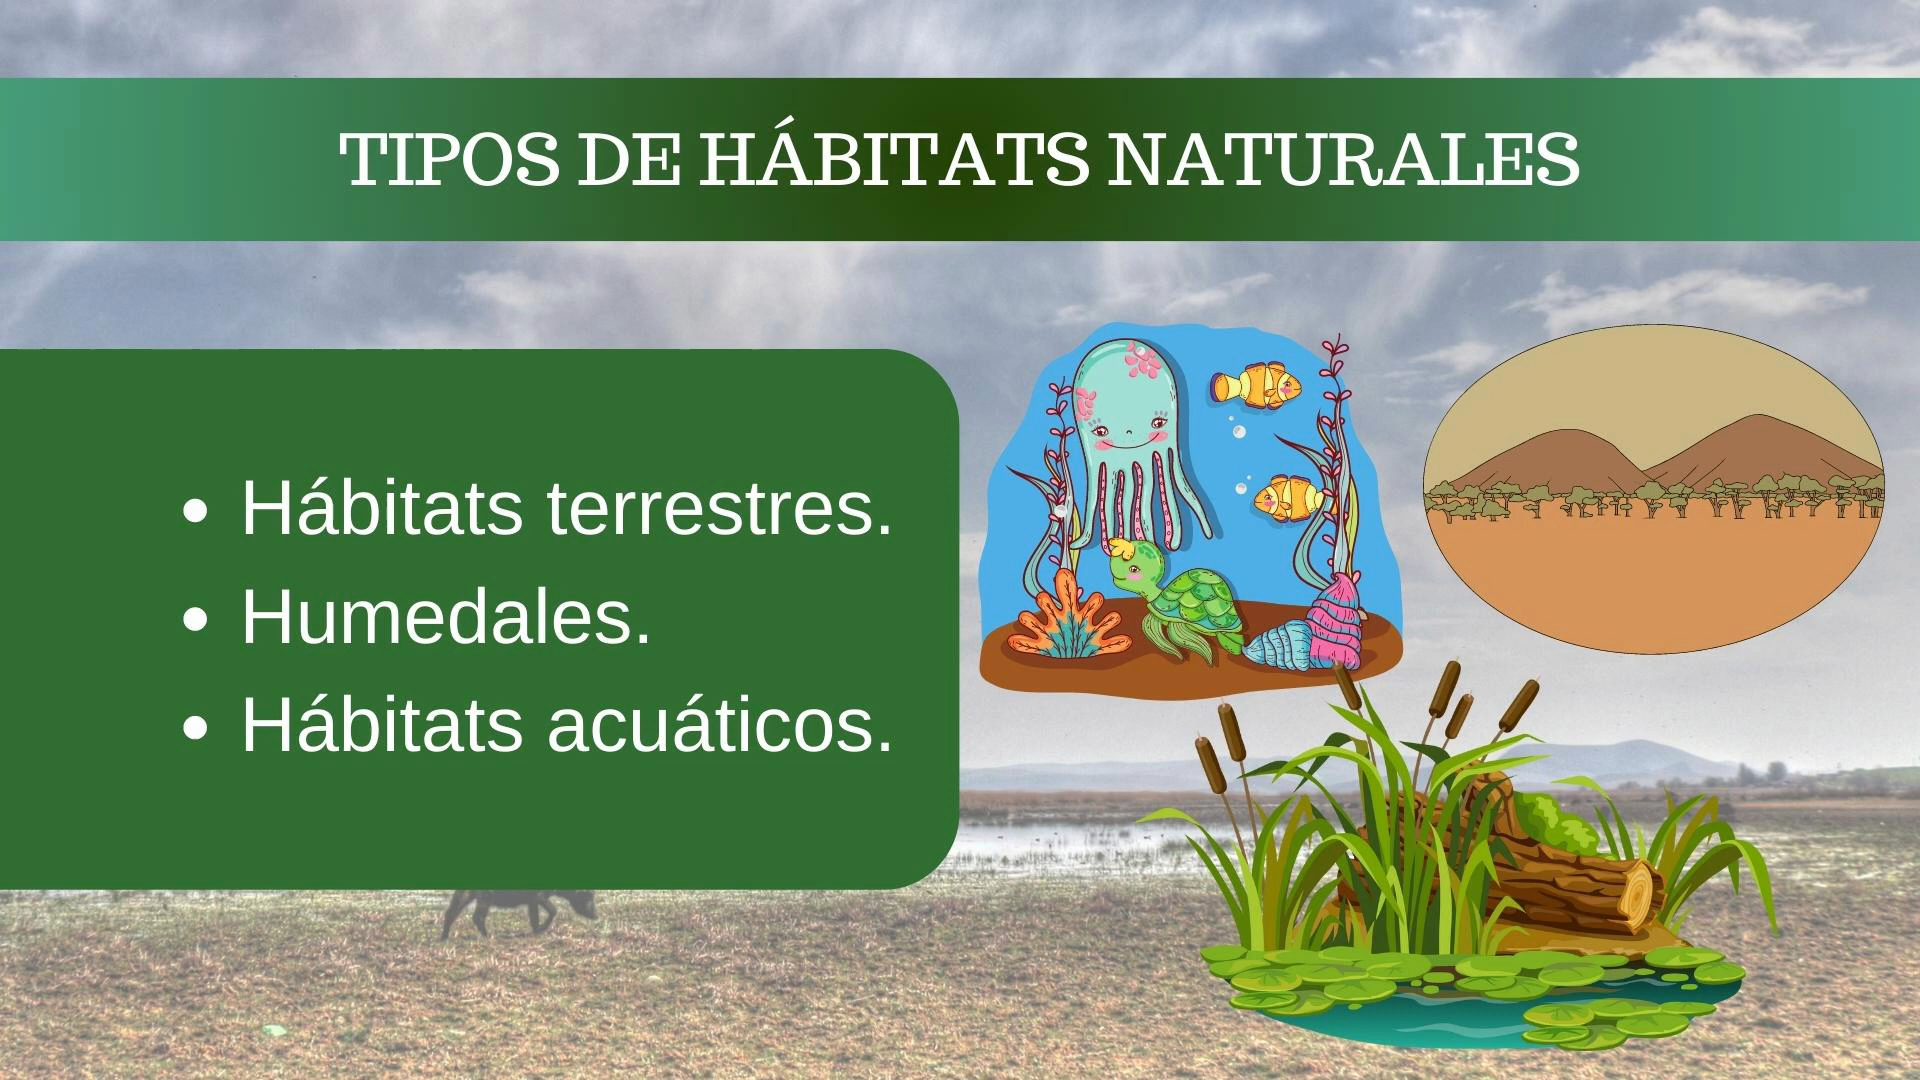 TIPOS DE HÁBITATS NATURALES
• Hábitats terrestres.
• Humedales.
• Hábitats acuáticos.